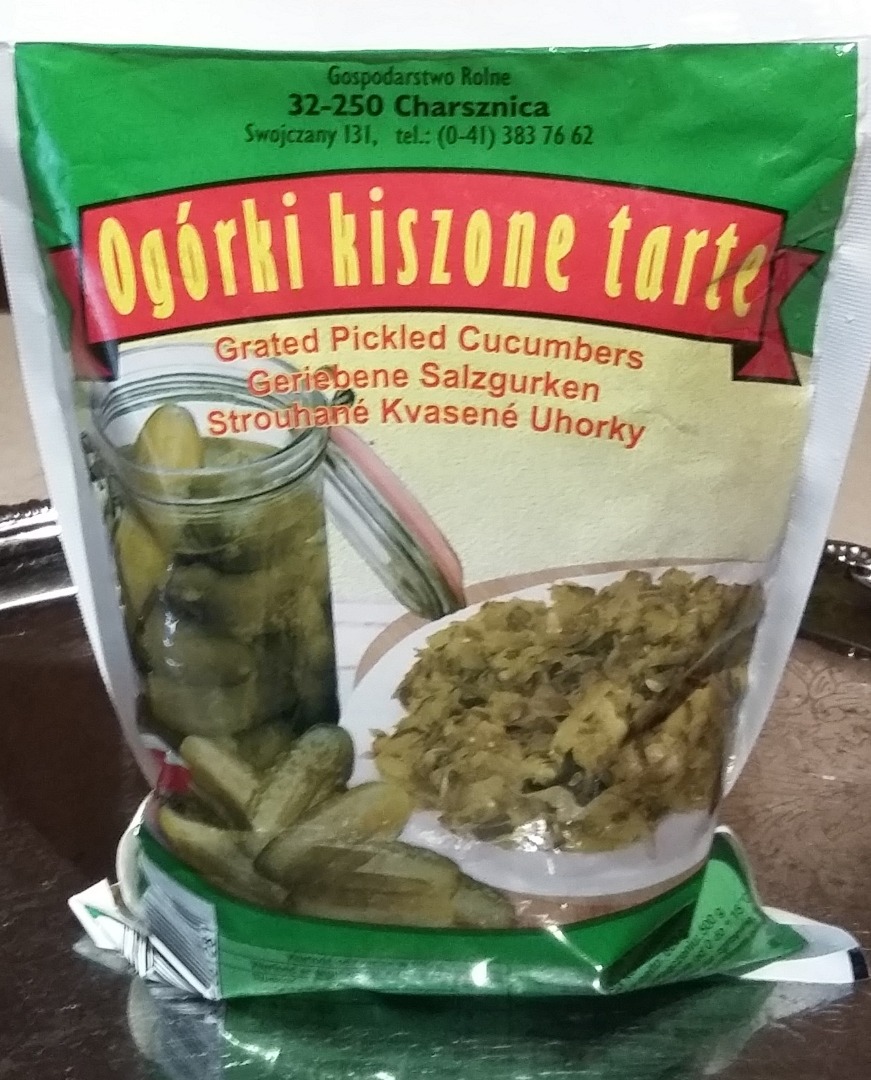 Gospodarstwo Rolne
32-250 Charsznica
Swojczany 131, tel.: (0-41) 383 76 62
Ogórki kiszone tarte
Grated Pickled Cucumbers
Geriebene Salzgurken
Strouhané Kvasené Uhorky
500 g